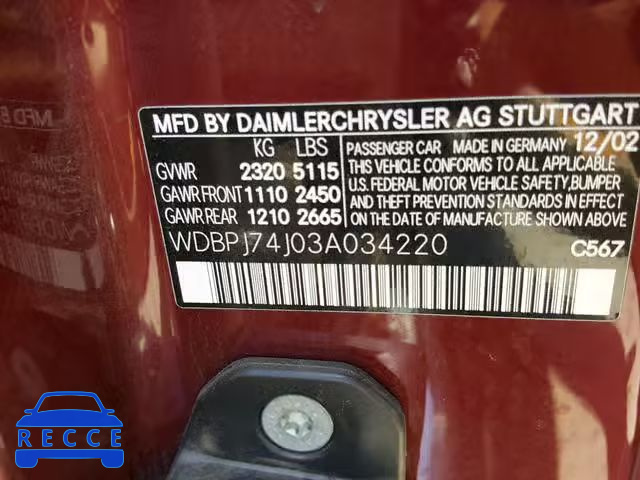 MFD BY DAIMLERCHRYSLER AG STUTTGART
KG LBS
GVWR 2320 5115
GAWR FRONT 1110 2450
GAWR.REAR 1210 2665
PASSENGER CAR MADE IN GERMANY 12/02
THIS VEHICLE CONFORMS TO ALL APPLICABLE
U.S. FEDERAL MOTOR VEHICLE SAFETY,BUMPER
AND THEFT PREVENTION STANDARDS IN EFFECT
ON THE DATE OF MANUFACTURE SHOWN ABOVE.
WDBPJ74J03A034220
C567
RECCE